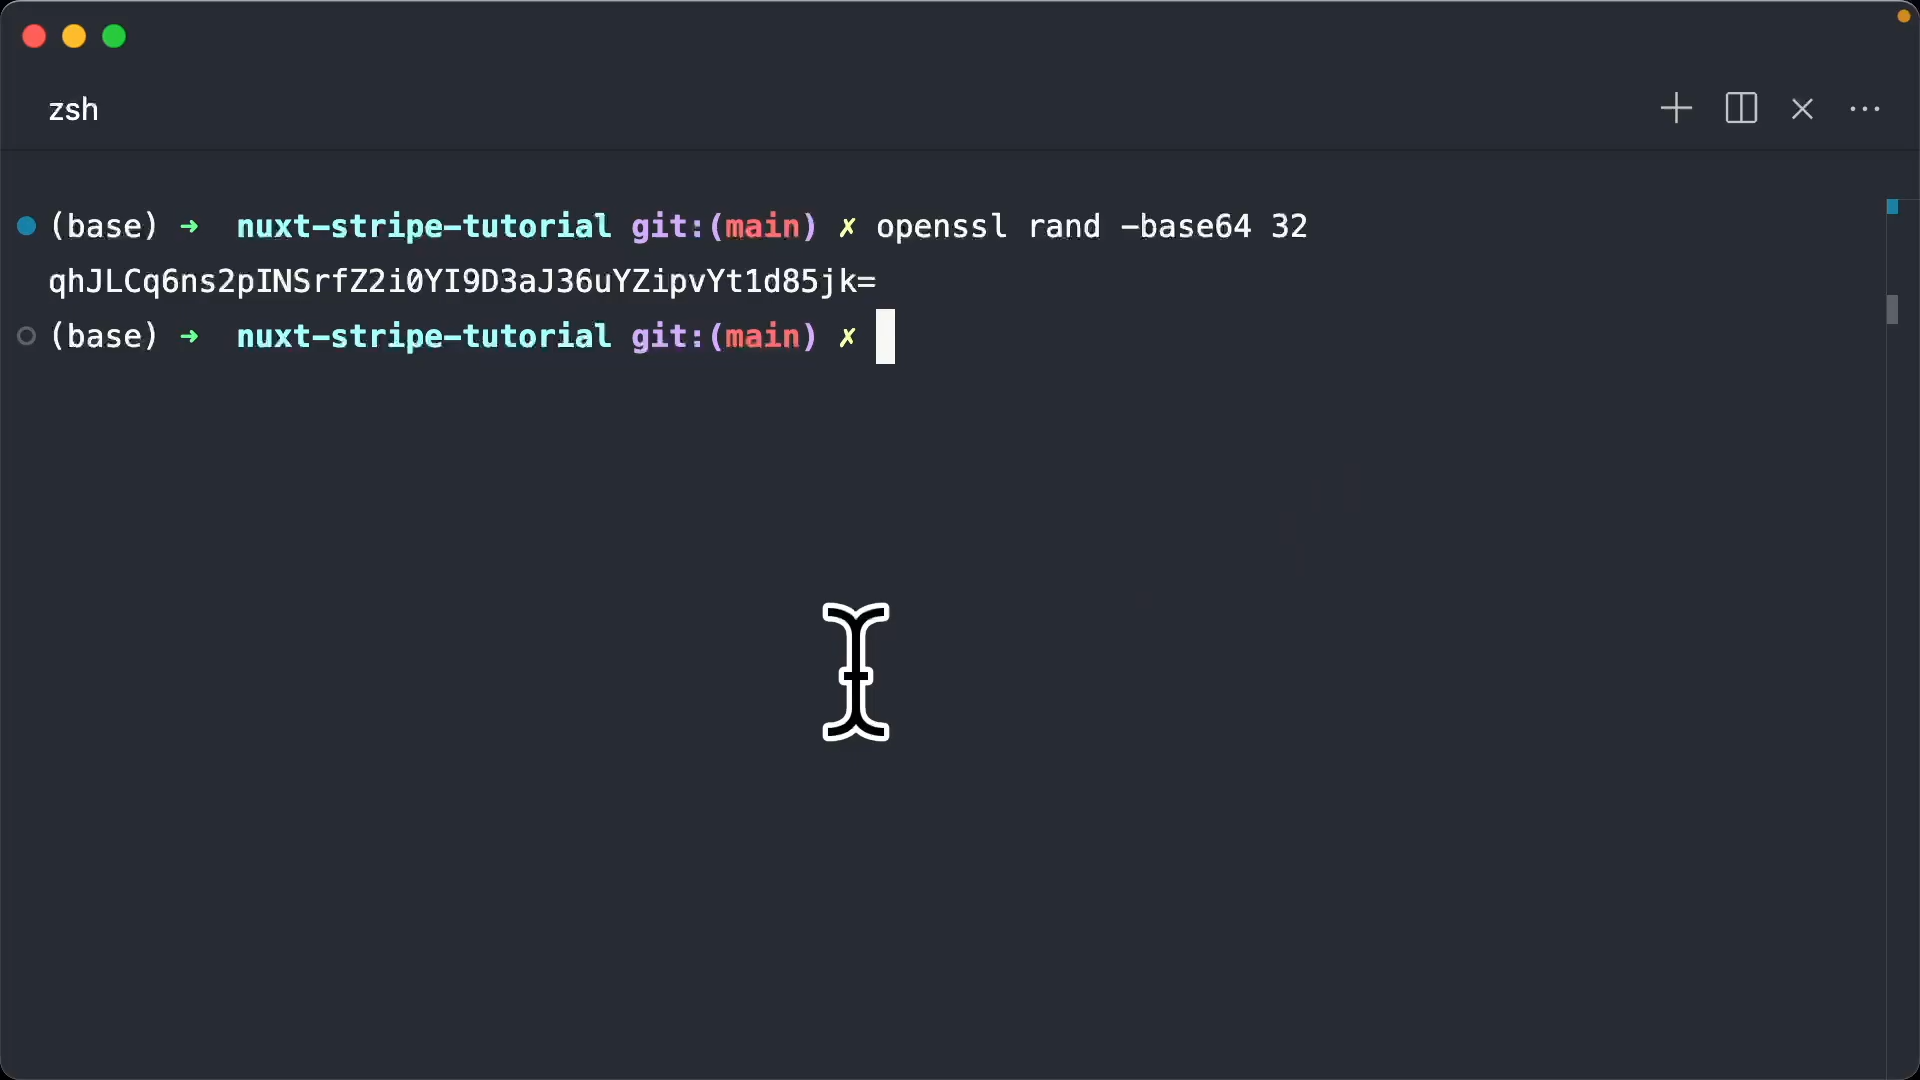 zsh
(base) ➜ nuxt-stripe-tutorial git:(main) ✗ openssl rand -base64 32
qhJLCq6ns2pINSrfZ2i0YI9D3aJ36uYZipvYt1d85jk=
(base) ➜ nuxt-stripe-tutorial git:(main) ✗